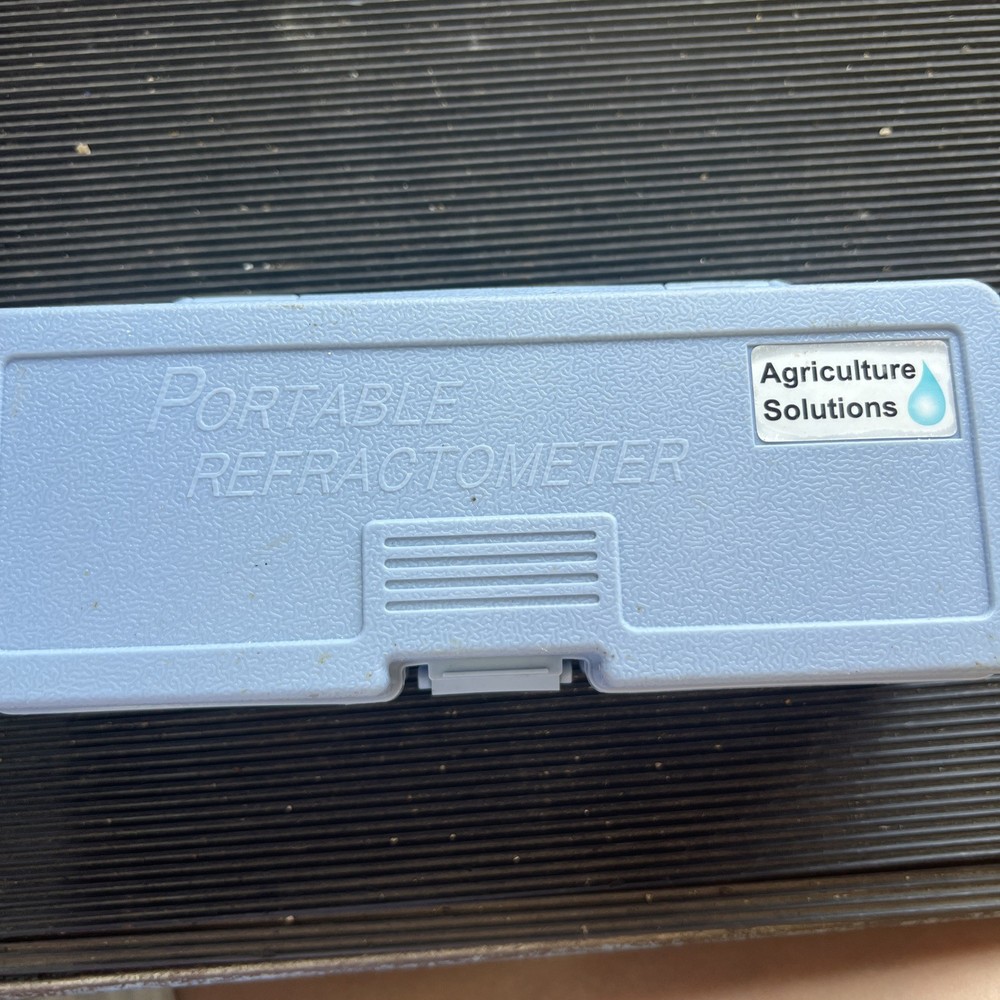 PORTABLE
REFRACTOMETER
Agriculture
Solutions